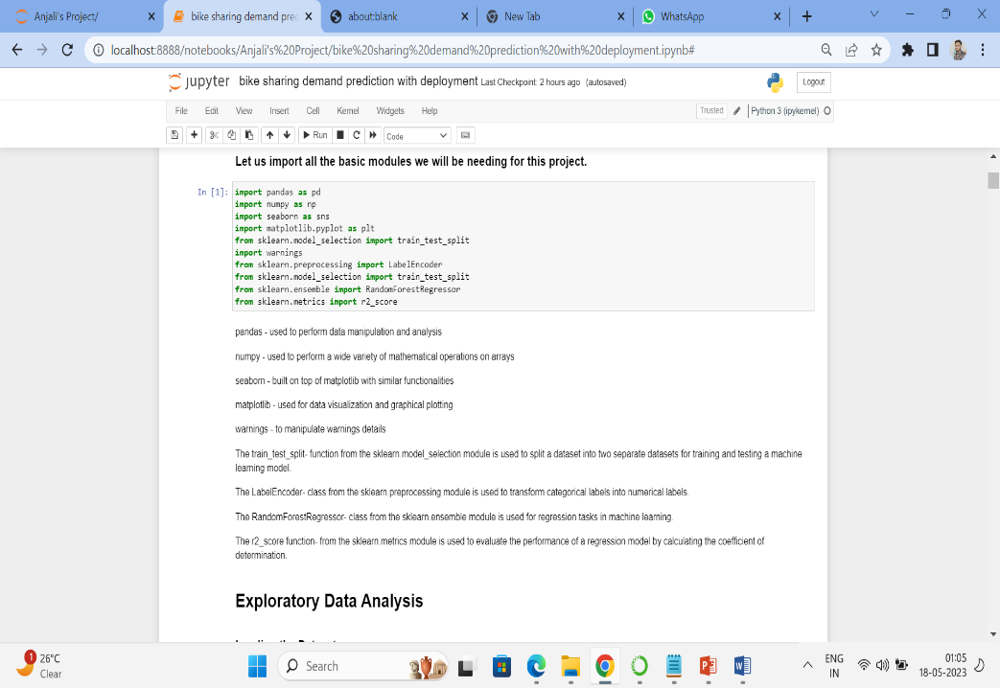 Anjali's Project/
bike sharing demand pred
about:blank
New Tab
WhatsApp
localhost:8888/notebooks/Anjali's%20Project/bike%20sharing%20demand%20prediction%20with%20deployment.ipynb#
jupyter bike sharing demand prediction with deployment Last Checkpoint: 2 hours ago (autosaved)
Logout
File Edit View Insert Cell Kernel Widgets Help
Trusted Python 3 (ipykernel)
Run Code
Let us import all the basic modules we will be needing for this project.
In [1]: import pandas as pd
import numpy as np
import seaborn as sns
import matplotlib.pyplot as plt
from sklearn.model_selection import train_test_split
import warnings
from sklearn.preprocessing import LabelEncoder
from sklearn.model_selection import train_test_split
from sklearn.ensemble import RandomForestRegressor
from sklearn.metrics import r2_score
pandas - used to perform data manipulation and analysis
numpy - used to perform a wide variety of mathematical operations on arrays
seaborn - built on top of matplotlib with similar functionalities
matplotlib - used for data visualization and graphical plotting
warnings - to manipulate warnings details
The train_test_split- function from the sklearn.model_selection module is used to split a dataset into two separate datasets for training and testing a machine
learning model.
The LabelEncoder- class from the sklearn.preprocessing module is used to transform categorical labels into numerical labels.
The RandomForestRegressor- class from the sklearn.ensemble module is used for regression tasks in machine learning.
The r2_score function- from the sklearn.metrics module is used to evaluate the performance of a regression model by calculating the coefficient of
determination.
Exploratory Data Analysis
1
26°C
Clear
Search
ENG
IN
01:05
18-05-2023